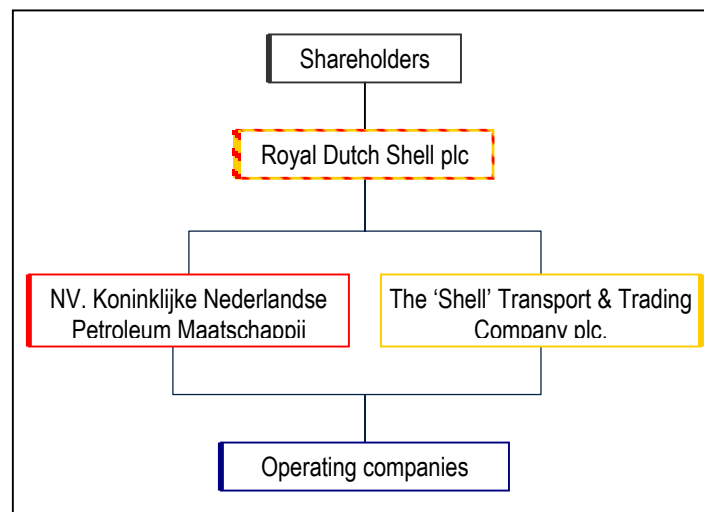 Shareholders
Royal Dutch Shell plc
NV. Koninklijke Nederlandse
Petroleum Maatschappij
The ‘Shell’ Transport & Trading
Company plc.
Operating companies